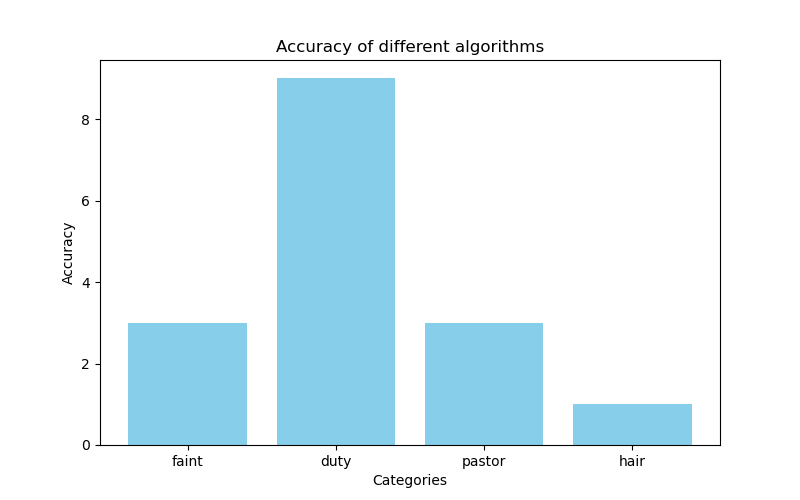 Accuracy of different algorithms
8
6
4
2
0
Accuracy
faint duty pastor hair
Categories